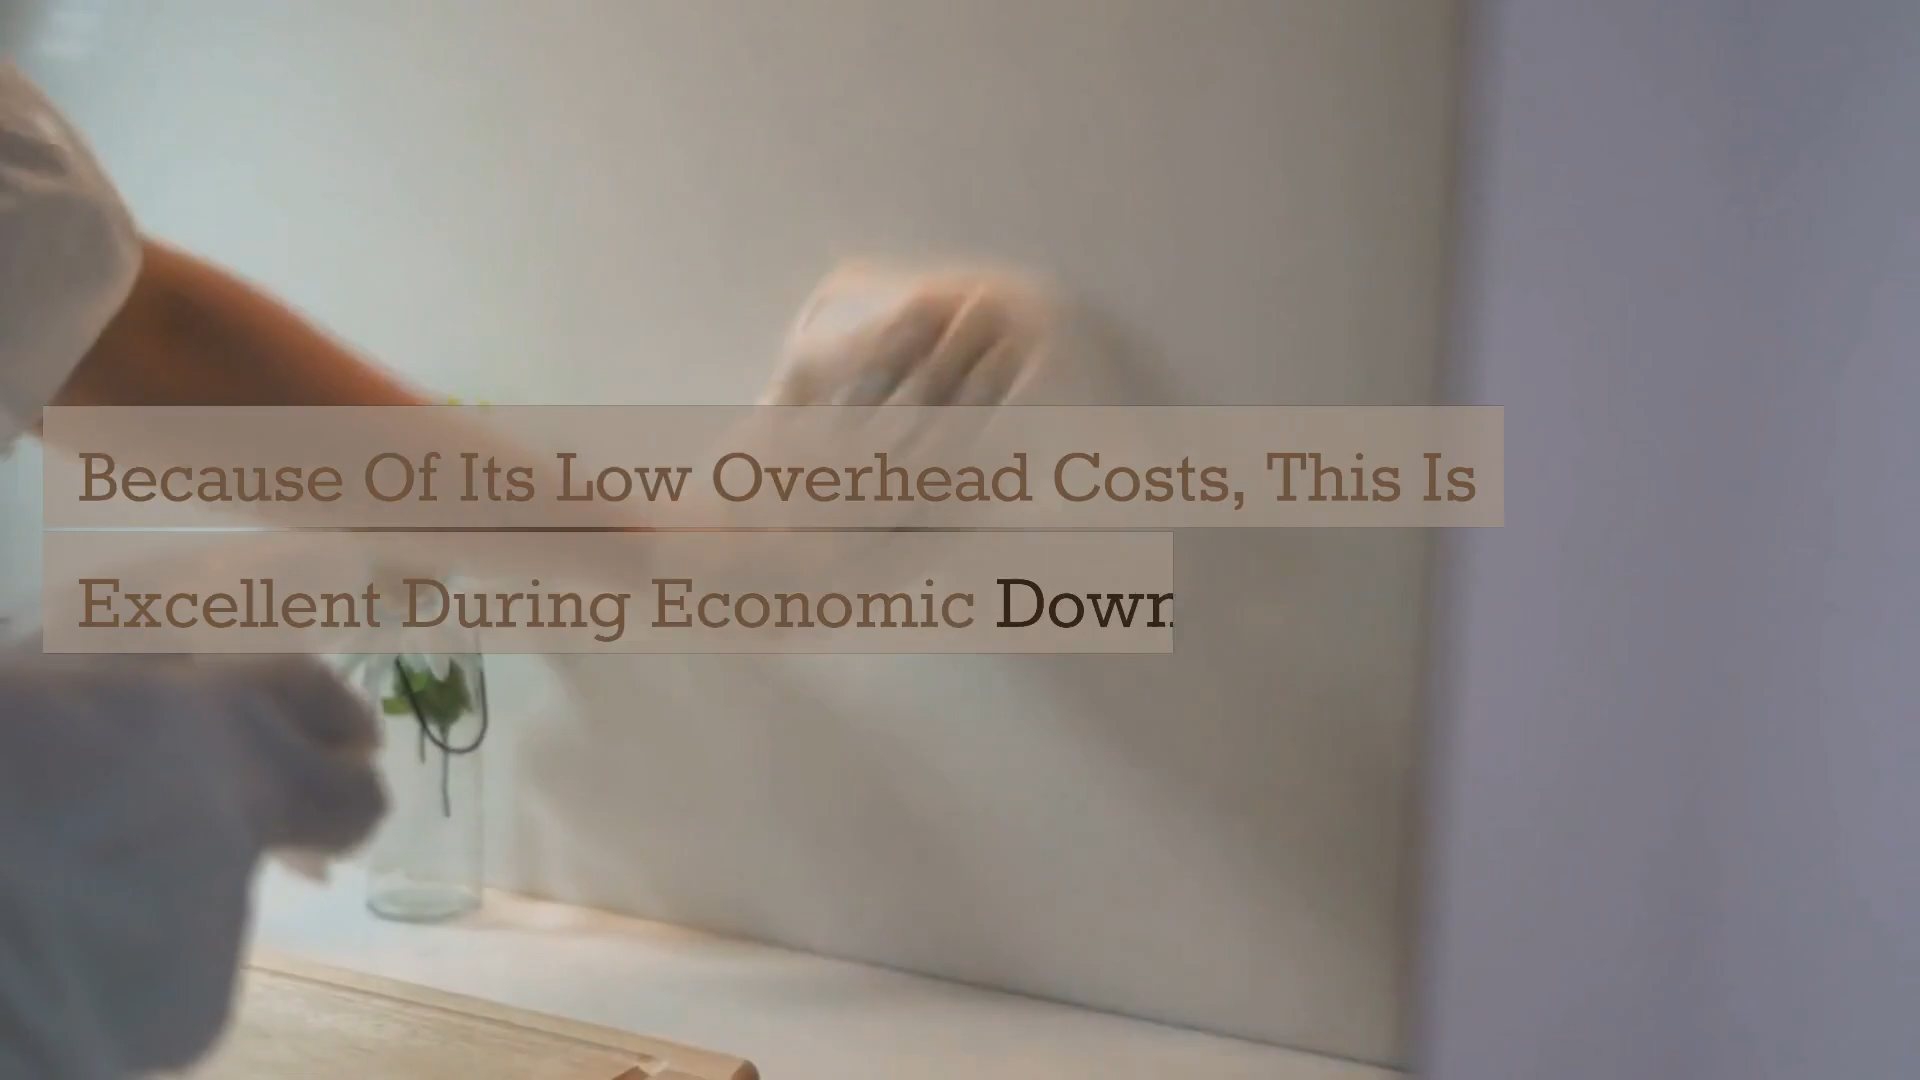 Because Of Its Low Overhead Costs, This Is
Excellent During Economic Down